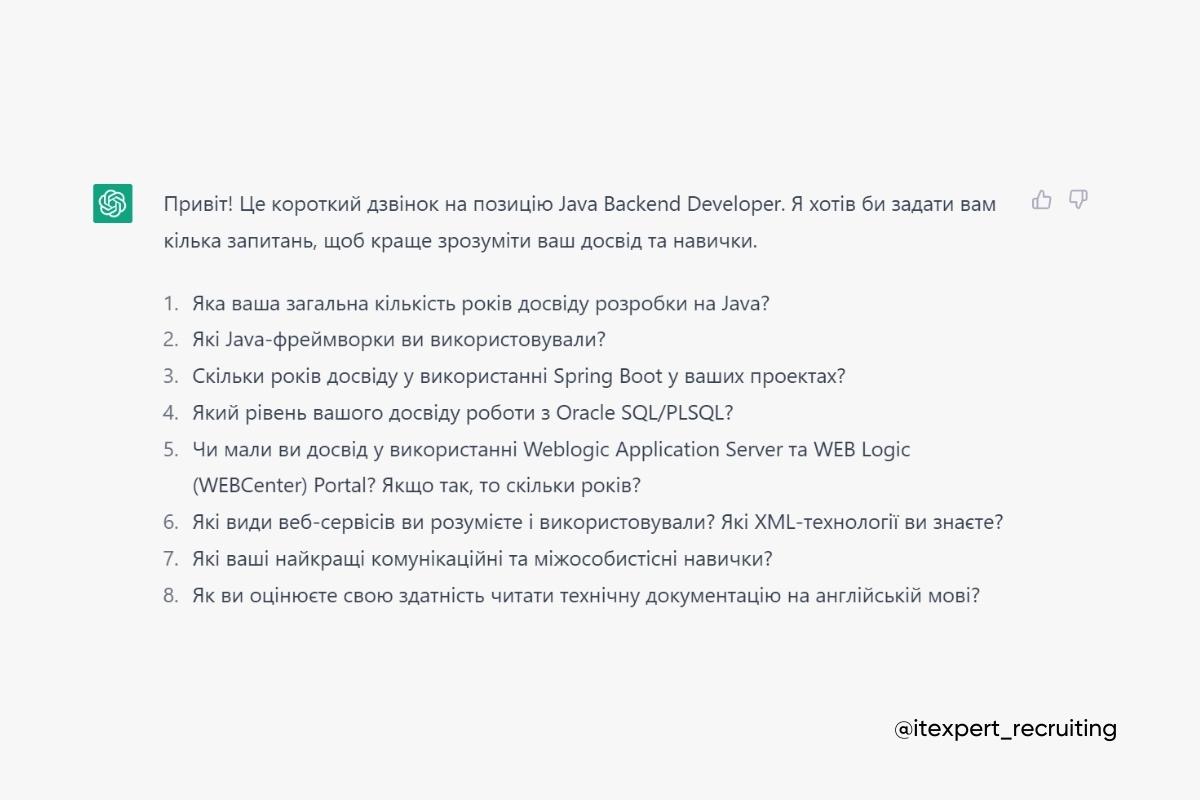 Привіт! Це короткий дзвінок на позицію Java Backend Developer. Я хотів би задати вам
кілька запитань, щоб краще зрозуміти ваш досвід та навички.
1. Яка ваша загальна кількість років досвіду розробки на Java?
2. Які Java-фреймворки ви використовували?
3. Скільки років досвіду у використанні Spring Boot у ваших проектах?
4. Який рівень вашого досвіду роботи з Oracle SQL/PLSQL?
5. Чи мали ви досвід у використанні Weblogic Application Server та WEB Logic
(WEBCenter) Portal? Якщо так, то скільки років?
6. Які види веб-сервісів ви розумієте і використовували? Які XML-технології ви знаєте?
7. Які ваші найкращі комунікаційні та міжособистісні навички?
8. Як ви оцінюєте свою здатність читати технічну документацію на англійській мові?
@itexpert_recruiting